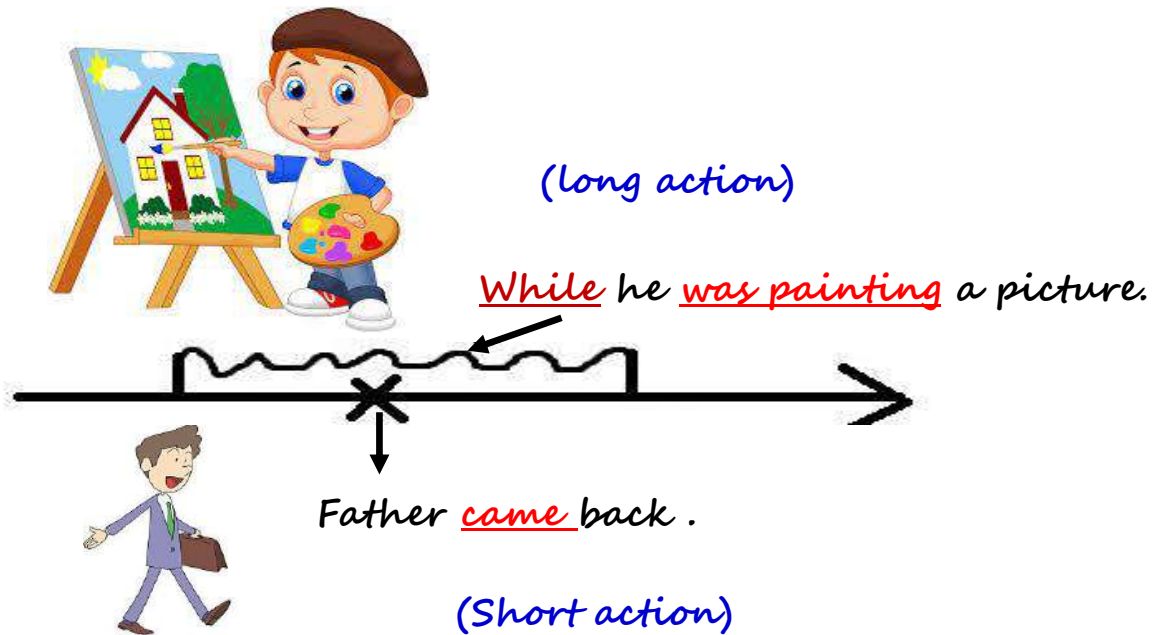 (long action)
While he was painting a picture.
Father came back .
(Short action)